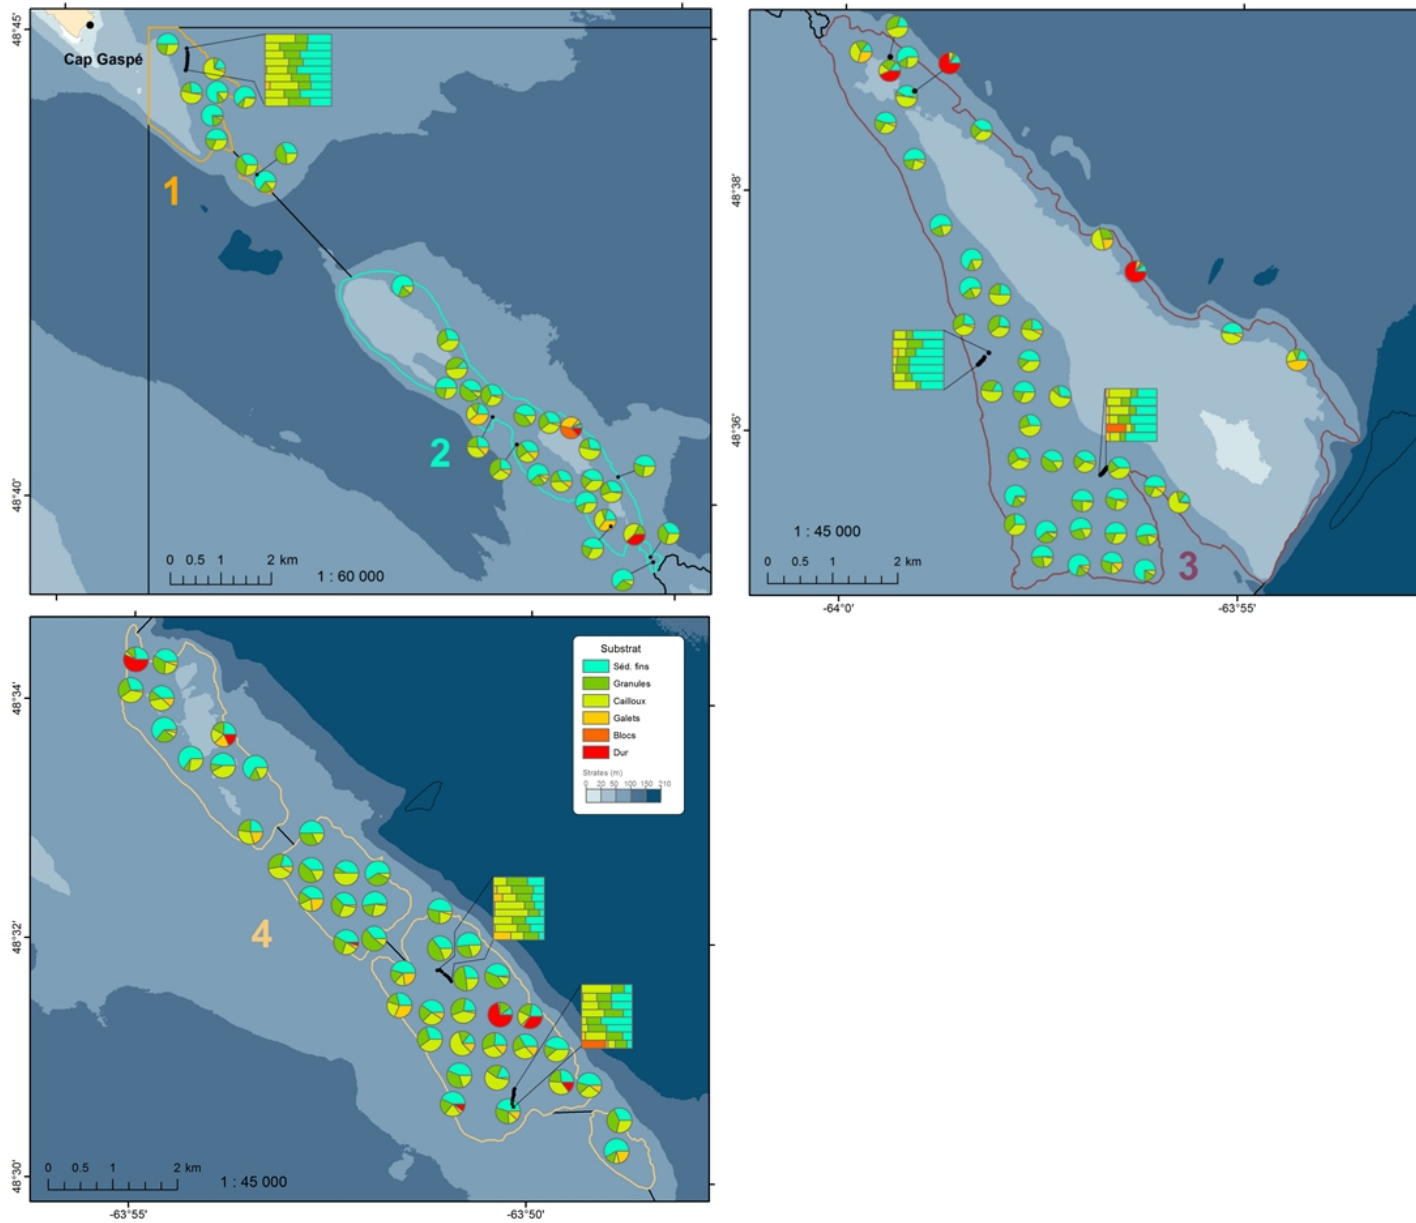 48°45'
Cap Gaspé
1
2
48°40'
0 0.5 1 2 km
1 : 60 000
48°38'
48°36'
1 : 45 000
0 0.5 1 2 km
3
-64°0'
-63°55'
Substrat
Séd. fins
Granules
Cailloux
Galets
Blocs
Dur
Strates (m)
0 20 50 100 150 210
48°34'
48°32'
4
48°30'
0 0.5 1 2 km
1 : 45 000
-63°55'
-63°50'